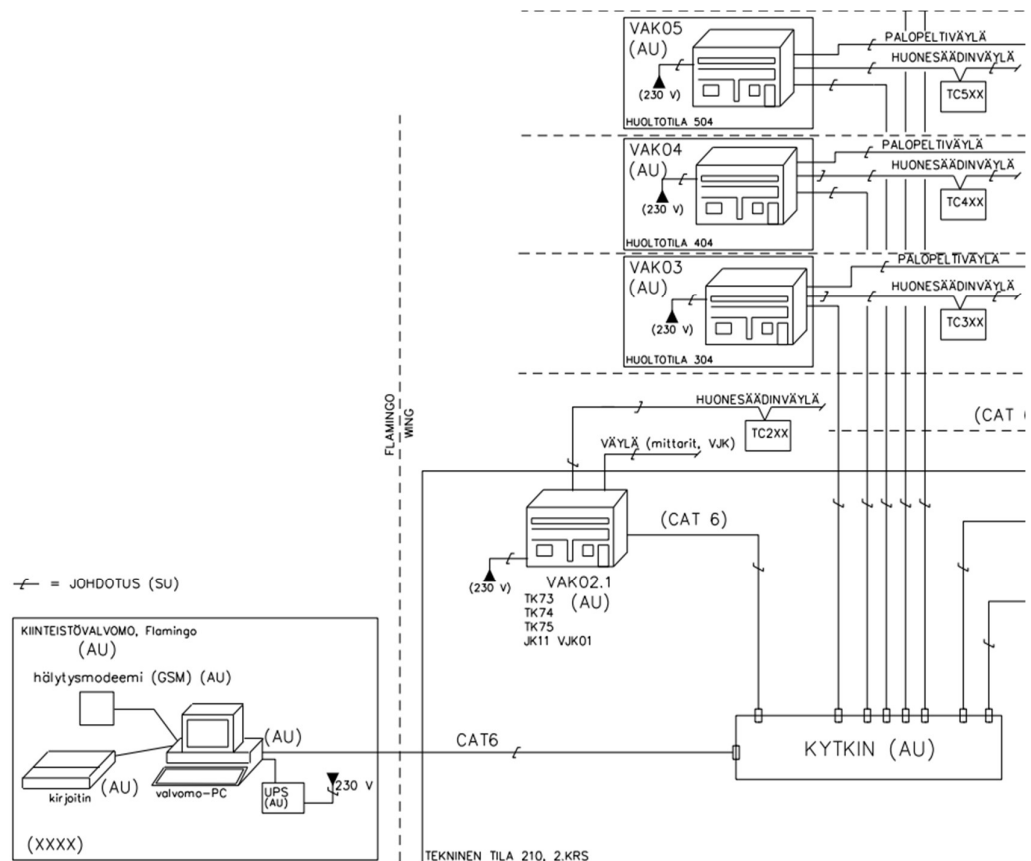 VAK05
(AU)
(230 V)
HUOLTOTILA 504
PALOPELTIVÄYLÄ
HUONESÄÄDINVÄYLÄ
TC5XX
VAK04
(AU)
(230 V)
HUOLTOTILA 404
PALOPELTIVÄYLÄ
HUONESÄÄDINVÄYLÄ
TC4XX
VAK03
(AU)
(230 V)
HUOLTOTILA 304
PALOPELTIVÄYLÄ
HUONESÄÄDINVÄYLÄ
TC3XX
FLAMINGO
WING
HUONESÄÄDINVÄYLÄ
TC2XX
(CAT
VÄYLÄ (mittarit, VJK)
(CAT 6)
(230 V)
VAK02.1
(AU)
TK73
TK74
TK75
JK11 VJK01
= JOHDOTUS (SU)
KIINTEISTÖVALVOMO, Flamingo
(AU)
hälytysmodeemi (GSM) (AU)
(AU)
kirjoitin
(AU)
valvomo-PC
UPS
(AU)
230 V
(XXXX)
CAT6
KYTKIN (AU)
TEKNINEN TILA 210, 2.KRS